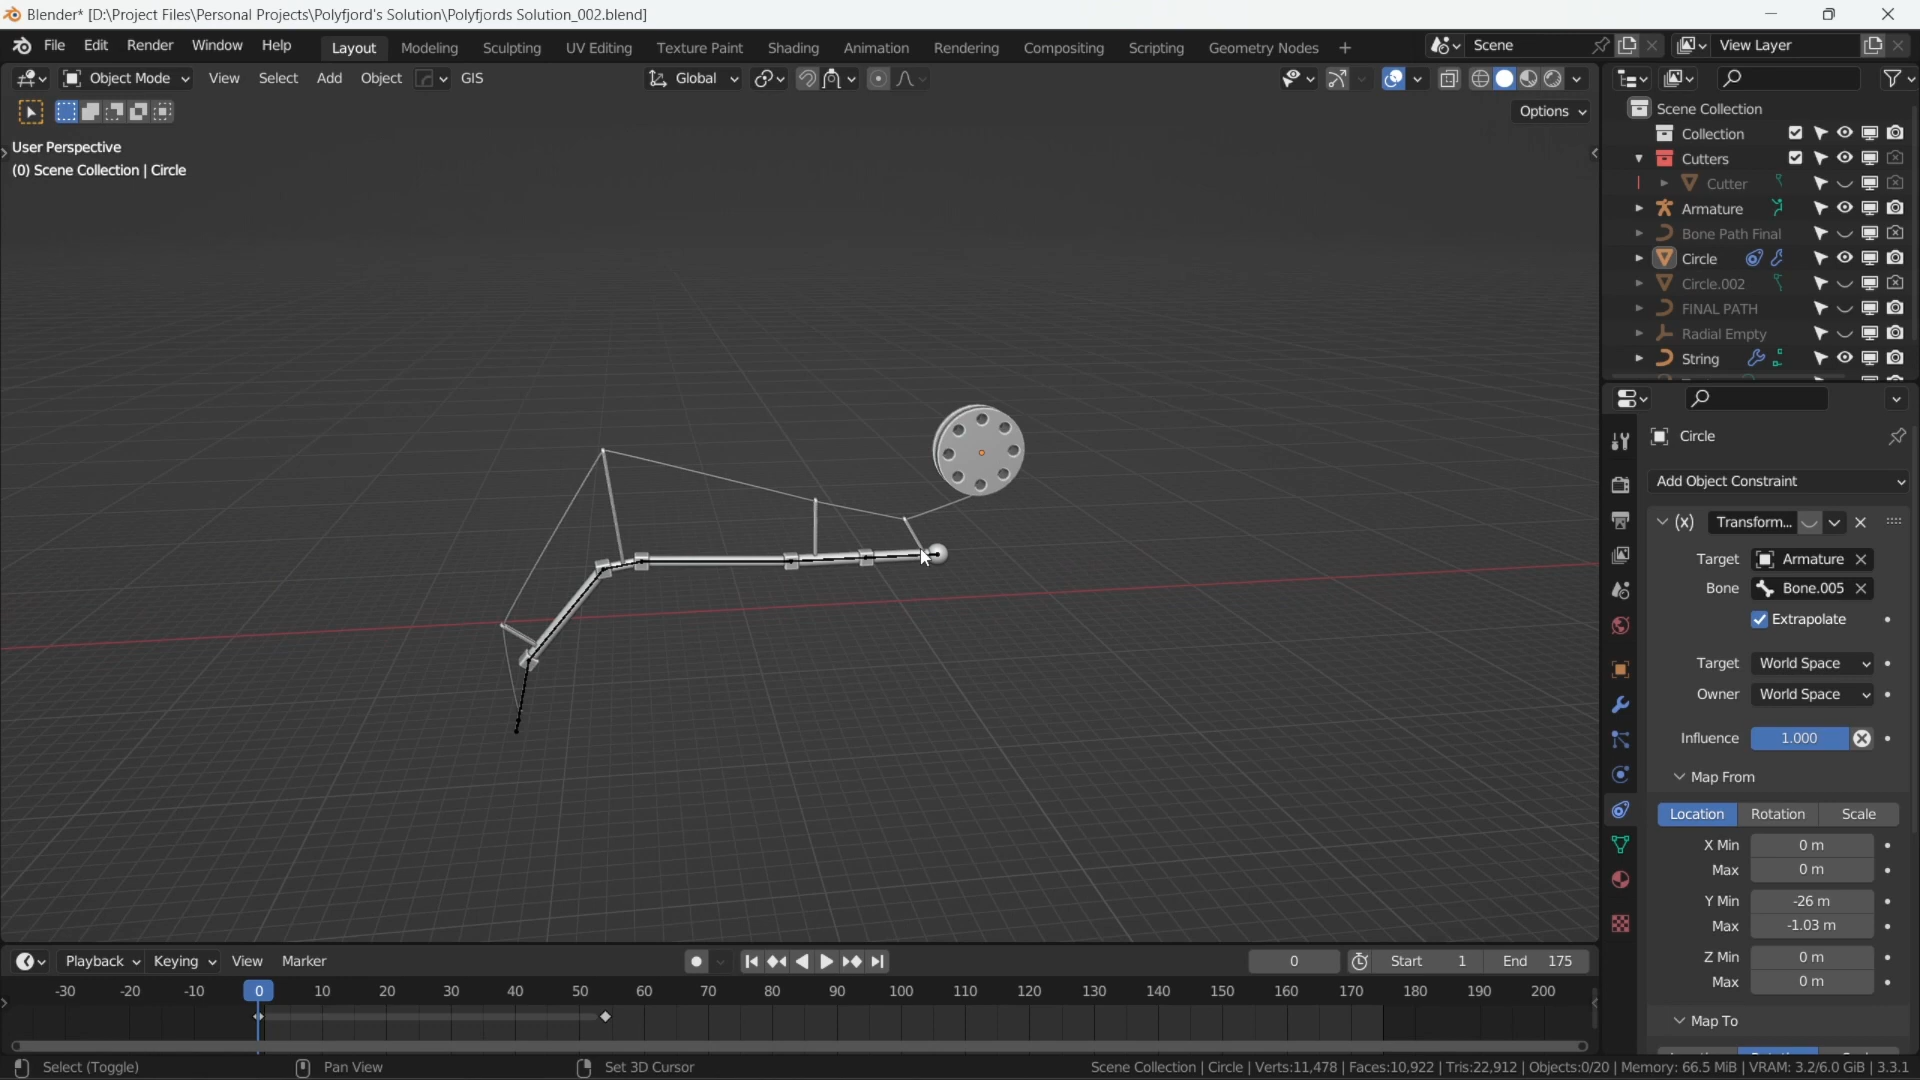 Blender* [D:\Project Files\Personal Projects\Polyfjord's Solution\Polyfjords Solution_002.blend]
File Edit Render Window Help Layout Modeling Sculpting UV Editing Texture Paint Shading Animation Rendering Compositing Scripting Geometry Nodes + Scene View Layer
Object Mode View Select Add Object GIS Global
Options
User Perspective
(0) Scene Collection | Circle
Scene Collection
Collection
Cutters
Cutter
Armature
Bone Path Final
Circle
Circle.002
FINAL PATH
Radial Empty
String
Circle
Add Object Constraint
(x) Transform...
Target Armature
Bone Bone.005
Extrapolate
Target World Space
Owner World Space
Influence 1.000
Map From
Location Rotation Scale
X Min 0 m
Max 0 m
Y Min -26 m
Max -1.03 m
Z Min 0 m
Max 0 m
Map To
Playback Keying View Marker 0 Start 1 End 175
-30 -20 -10 0 10 20 30 40 50 60 70 80 90 100 110 120 130 140 150 160 170 180 190 200
Select (Toggle) Pan View Set 3D Cursor Scene Collection | Circle | Verts:11,478 | Faces:10,922 | Tris:22,912 | Objects:0/20 | Memory: 66.5 MiB | VRAM: 3.2/6.0 GiB | 3.3.1